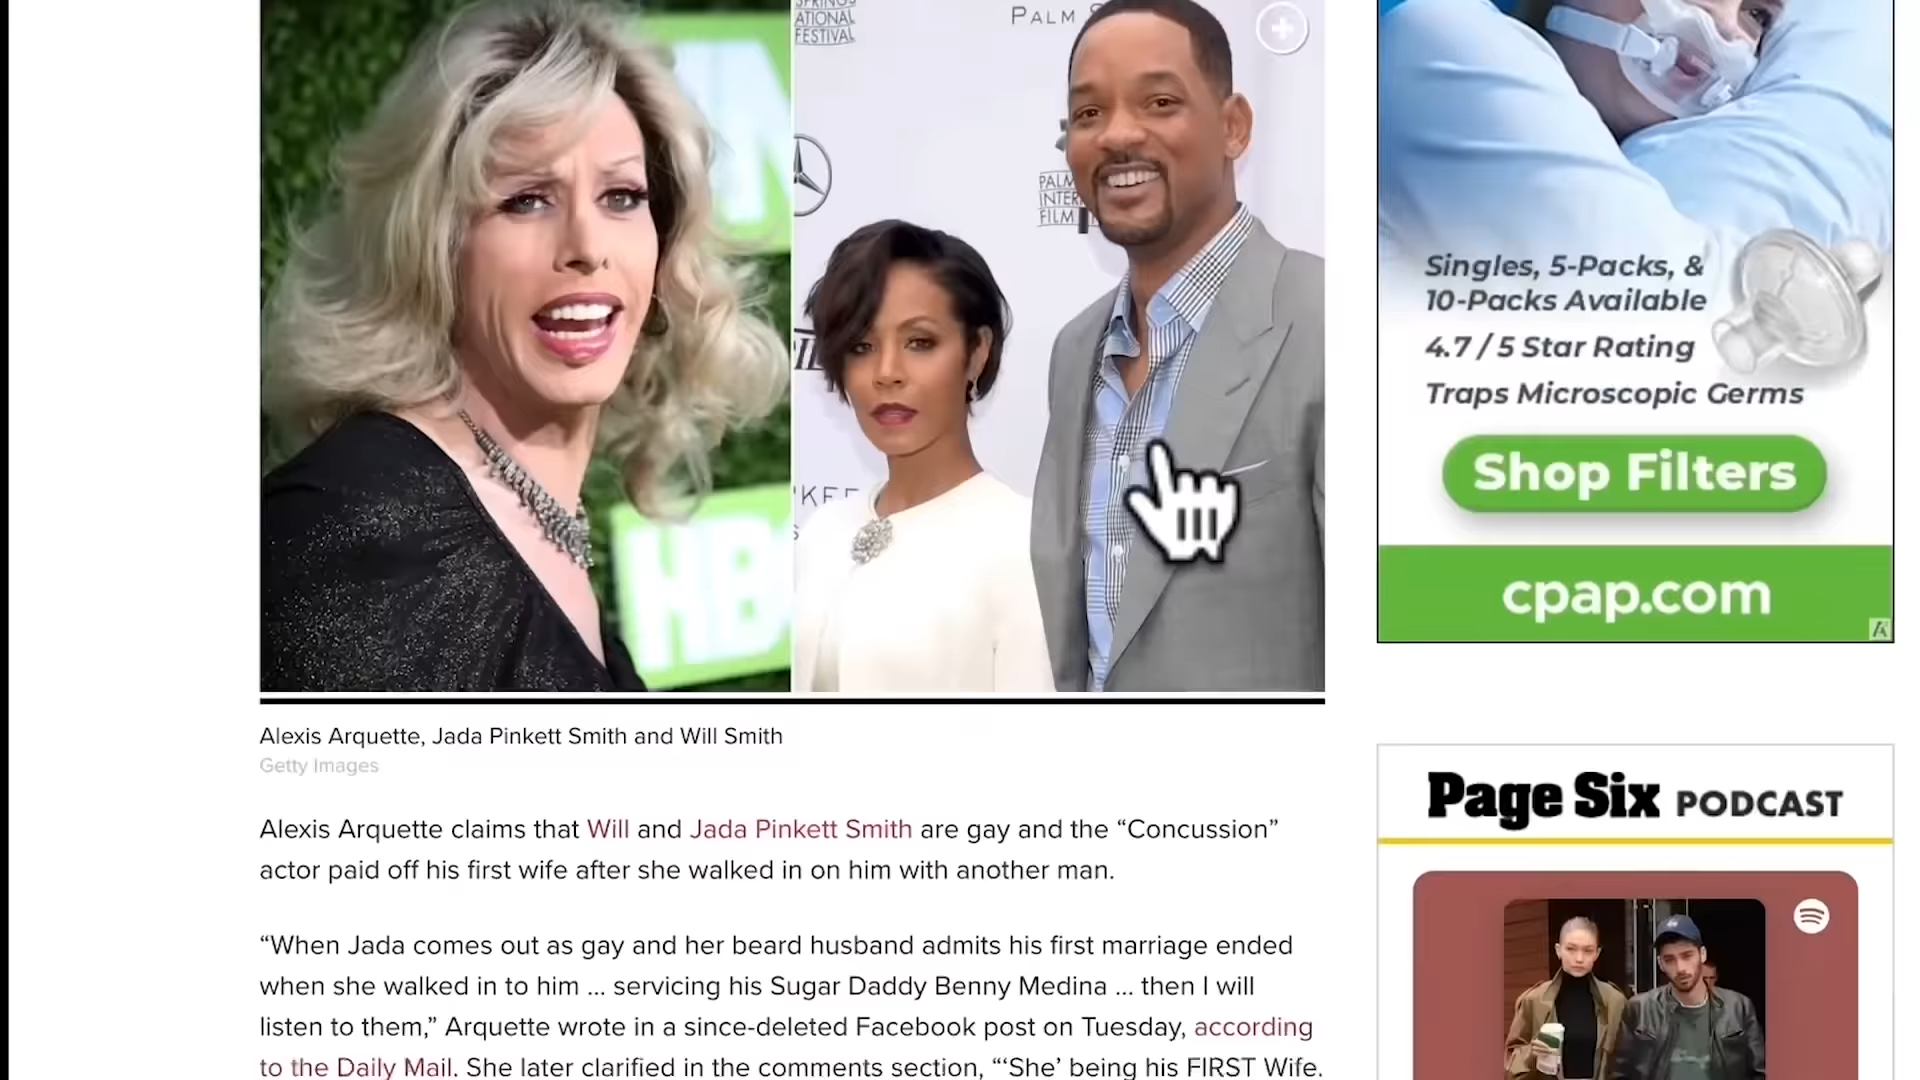 SPRINGS
ATIONAL
FESTIVAL
PALM S
PALM
INTER
FILM
HB
Alexis Arquette, Jada Pinkett Smith and Will Smith
Getty Images
Alexis Arquette claims that Will and Jada Pinkett Smith are gay and the “Concussion”
actor paid off his first wife after she walked in on him with another man.
“When Jada comes out as gay and her beard husband admits his first marriage ended
when she walked in to him ... servicing his Sugar Daddy Benny Medina ... then I will
listen to them,” Arquette wrote in a since-deleted Facebook post on Tuesday, according
to the Daily Mail. She later clarified in the comments section, “‘She’ being his FIRST Wife.
Singles, 5-Packs, &
10-Packs Available
4.7 / 5 Star Rating
Traps Microscopic Germs
Shop Filters
cpap.com
Page Six PODCAST